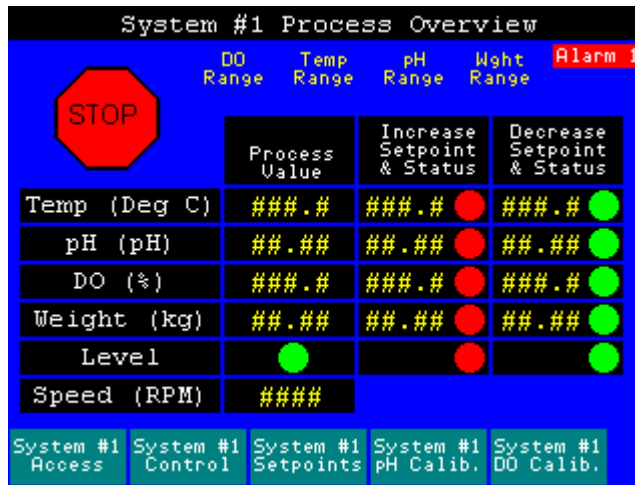 System #1 Process Overview
DO Range Temp Range pH Range Wght Range Alarm 1
STOP
Process Value Increase Setpoint & Status Decrease Setpoint & Status
Temp (Deg C) ###.# ###.# ###.#
pH (pH) ##.## ##.## ##.##
DO (%) ###.# ###.# ###.#
Weight (kg) ##.## ##.## ##.##
Level
Speed (RPM) ####
System #1 Access System #1 Control System #1 Setpoints System #1 pH Calib. System #1 DO Calib.